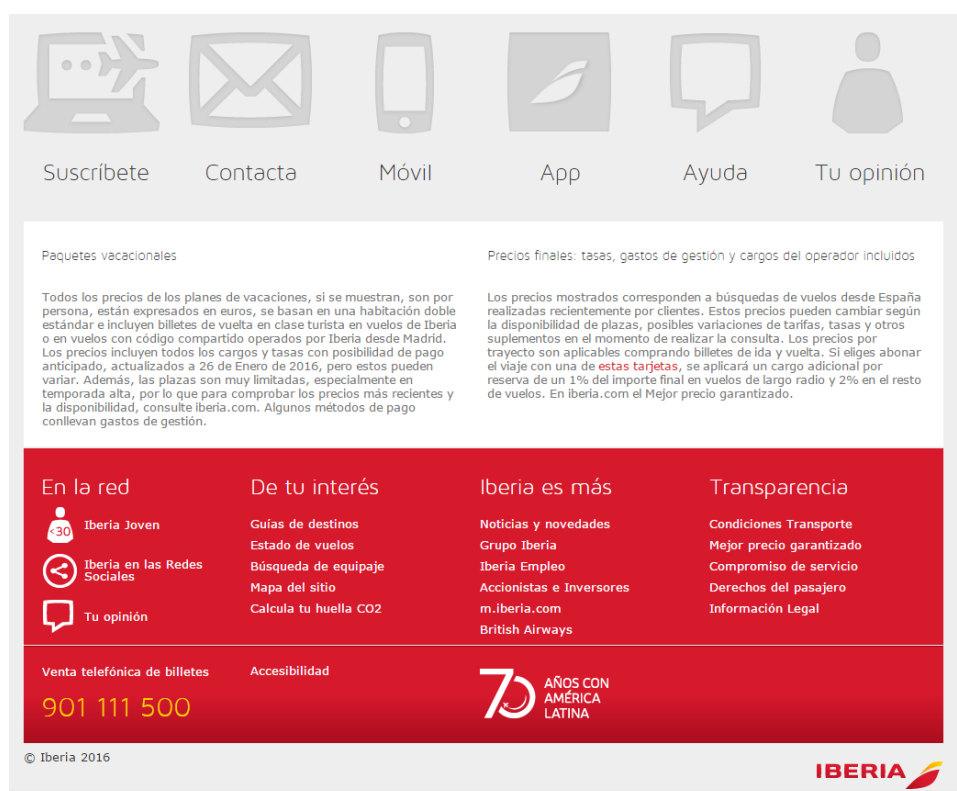 Suscríbete
Contacta
Móvil
App
Ayuda
Tu opinión
Paquetes vacacionales
Todos los precios de los planes de vacaciones, si se muestran, son por
persona, están expresados en euros, se basan en una habitación doble
estándar e incluyen billetes de vuelta en clase turista en vuelos de Iberia
o en vuelos con código compartido operados por Iberia desde Madrid.
Los precios incluyen todos los cargos y tasas con posibilidad de pago
anticipado, actualizados a 26 de Enero de 2016, pero estos pueden
variar. Además, las plazas son muy limitadas, especialmente en
temporada alta, por lo que para comprobar los precios más recientes y
la disponibilidad, consulte iberia.com. Algunos métodos de pago
conllevan gastos de gestión.
Precios finales: tasas, gastos de gestión y cargos del operador incluidos
Los precios mostrados corresponden a búsquedas de vuelos desde España
realizadas recientemente por clientes. Estos precios pueden cambiar según
la disponibilidad de plazas, posibles variaciones de tarifas, tasas y otros
suplementos en el momento de realizar la consulta. Los precios por
trayecto son aplicables comprando billetes de ida y vuelta. Si eliges abonar
el viaje con una de estas tarjetas, se aplicará un cargo adicional por
reserva de un 1% del importe final en vuelos de largo radio y 2% en el resto
de vuelos. En iberia.com el Mejor precio garantizado.
En la red
<30
Iberia Joven
Iberia en las Redes
Sociales
Tu opinión
De tu interés
Guías de destinos
Estado de vuelos
Búsqueda de equipaje
Mapa del sitio
Calcula tu huella CO2
Iberia es más
Noticias y novedades
Grupo Iberia
Iberia Empleo
Accionistas e Inversores
m.iberia.com
British Airways
Transparencia
Condiciones Transporte
Mejor precio garantizado
Compromiso de servicio
Derechos del pasajero
Información Legal
Venta telefónica de billetes
901 111 500
Accesibilidad
70
AÑOS CON
AMÉRICA
LATINA
© Iberia 2016
IBERIA